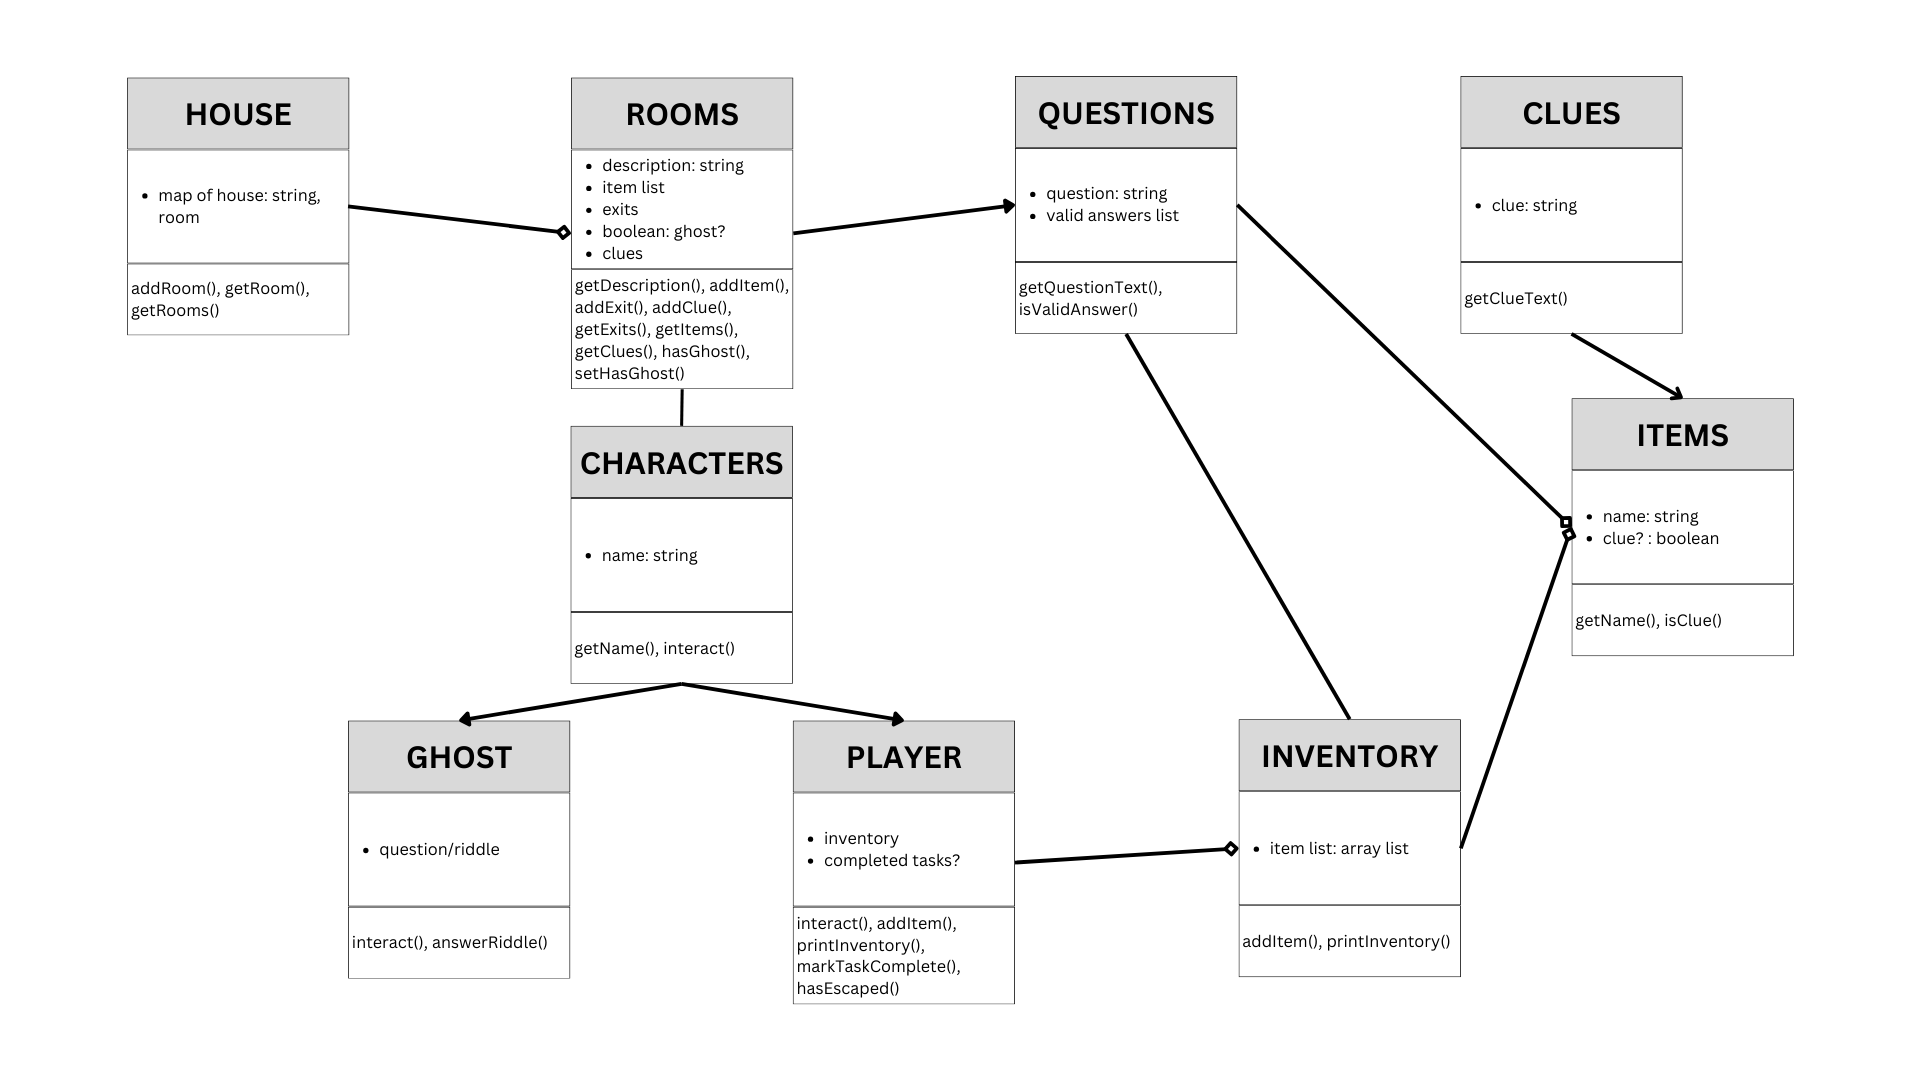 HOUSE
map of house: string,
room
addRoom(), getRoom(),
getRooms()
ROOMS
description: string
item list
exits
boolean: ghost?
clues
getDescription(), addItem(),
addExit(), addClue(),
getExits(), getItems(),
getClues(), hasGhost(),
setHasGhost()
QUESTIONS
question: string
valid answers list
getQuestionText(),
isValidAnswer()
CLUES
clue: string
getClueText()
ITEMS
name: string
clue? : boolean
getName(), isClue()
CHARACTERS
name: string
getName(), interact()
GHOST
question/riddle
interact(), answerRiddle()
PLAYER
inventory
completed tasks?
interact(), addItem(),
printInventory(),
markTaskComplete(),
hasEscaped()
INVENTORY
item list: array list
addItem(), printInventory()